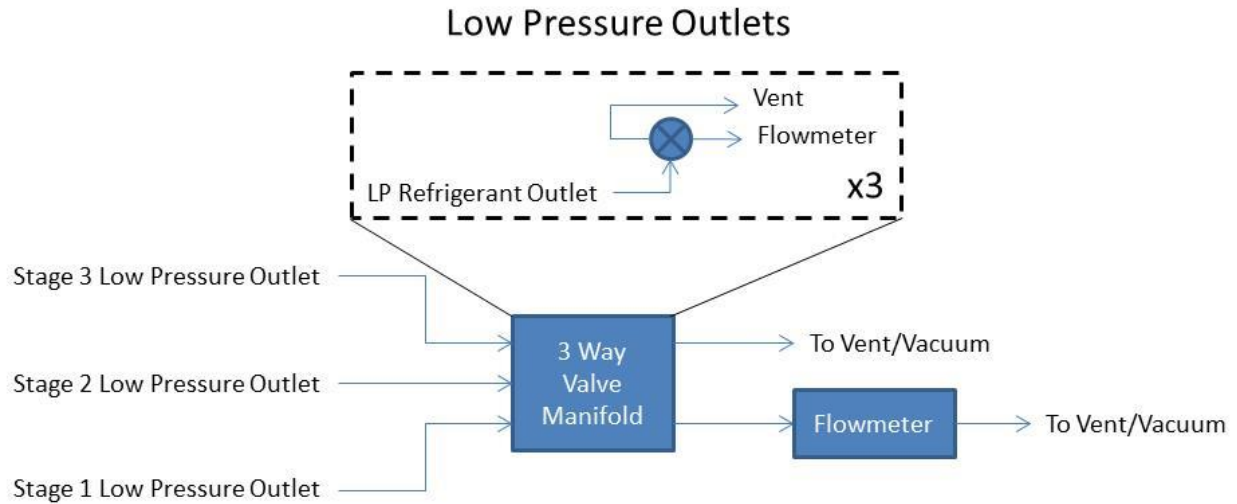 Low Pressure Outlets
Vent
Flowmeter
LP Refrigerant Outlet
x3
Stage 3 Low Pressure Outlet
3 Way
Valve
Manifold
To Vent/Vacuum
Stage 2 Low Pressure Outlet
Flowmeter
To Vent/Vacuum
Stage 1 Low Pressure Outlet